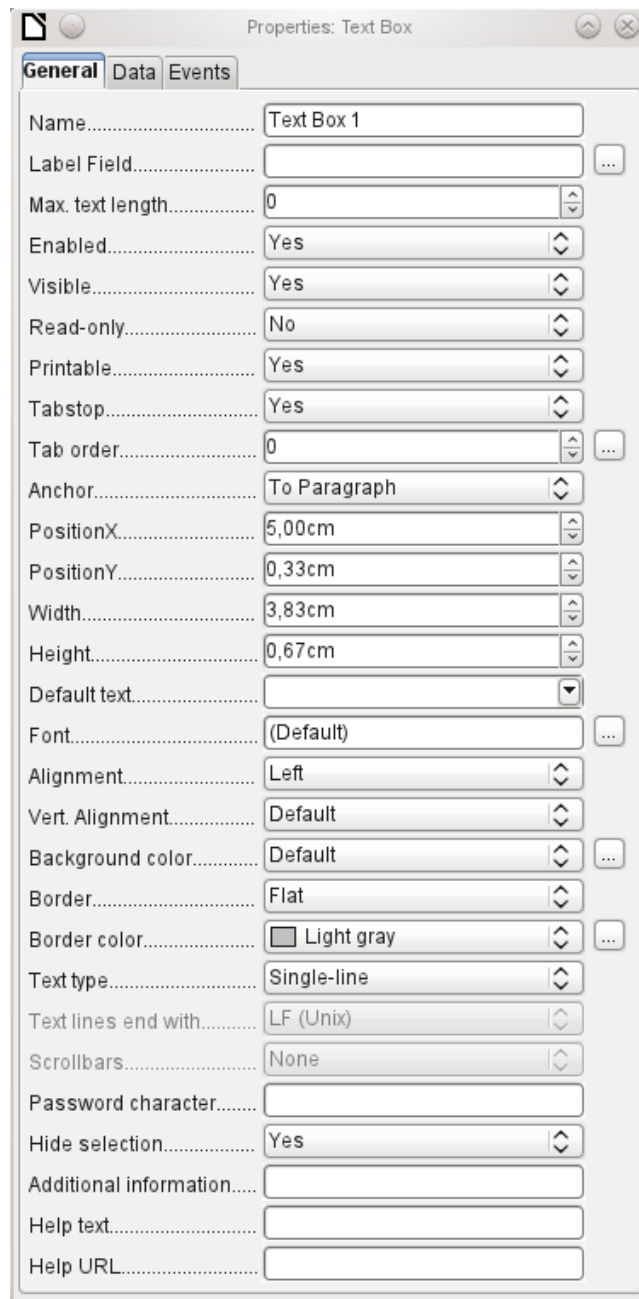 Properties: Text Box
General Data Events
Name............................... Text Box 1
Label Field....................... ...
Max. text length................ 0
Enabled........................... Yes
Visible............................. Yes
Read-only........................ No
Printable.......................... Yes
Tabstop........................... Yes
Tab order......................... 0 ...
Anchor............................. To Paragraph
PositionX......................... 5,00cm
PositionY......................... 0,33cm
Width............................... 3,83cm
Height.............................. 0,67cm
Default text.......................
Font................................. (Default) ...
Alignment......................... Left
Vert. Alignment................ Default
Background color............ Default ...
Border.............................. Flat
Border color..................... Light gray ...
Text type.......................... Single-line
Text lines end with.......... LF (Unix)
Scrollbars........................ None
Password character........
Hide selection................. Yes
Additional information.....
Help text..........................
Help URL.........................